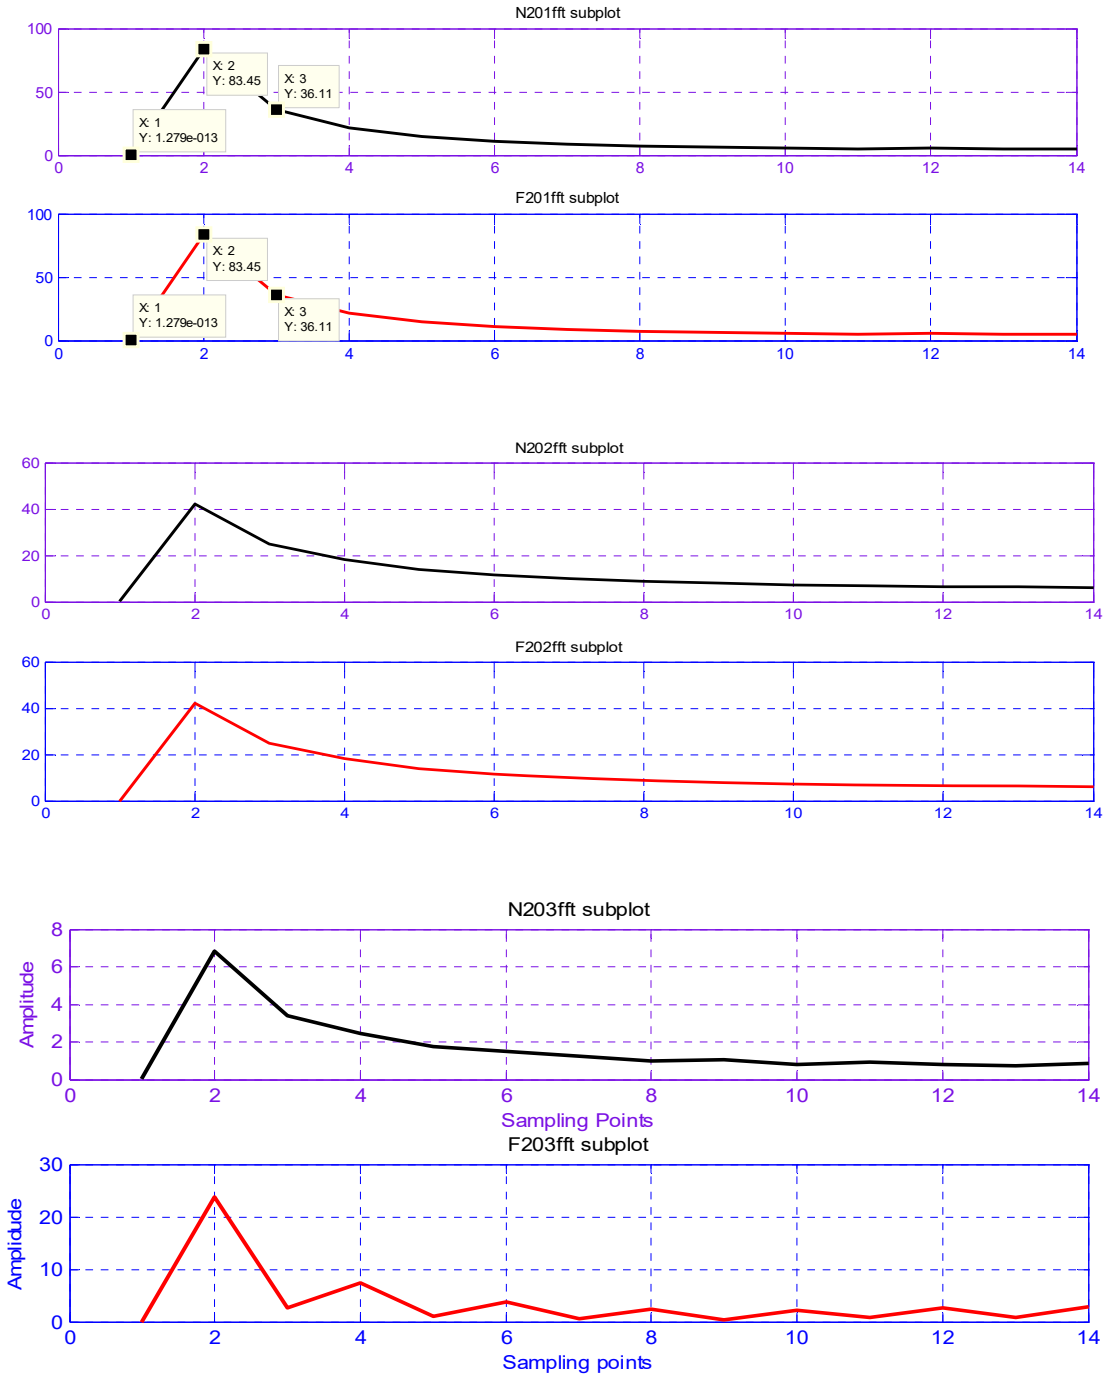 N201fft subplot
100
50
0
X: 2
Y: 83.45
X: 3
Y: 36.11
X: 1
Y: 1.279e-013
0 2 4 6 8 10 12 14
F201fft subplot
100
50
0
X: 2
Y: 83.45
X: 1
Y: 1.279e-013
X: 3
Y: 36.11
0 2 4 6 8 10 12 14
N202fft subplot
60
40
20
0
0 2 4 6 8 10 12 14
F202fft subplot
60
40
20
0
0 2 4 6 8 10 12 14
N203fft subplot
8
6
4
2
0
Amplitude
0 2 4 6 8 10 12 14
Sampling Points
F203fft subplot
30
20
10
0
Amplidude
0 2 4 6 8 10 12 14
Sampling points